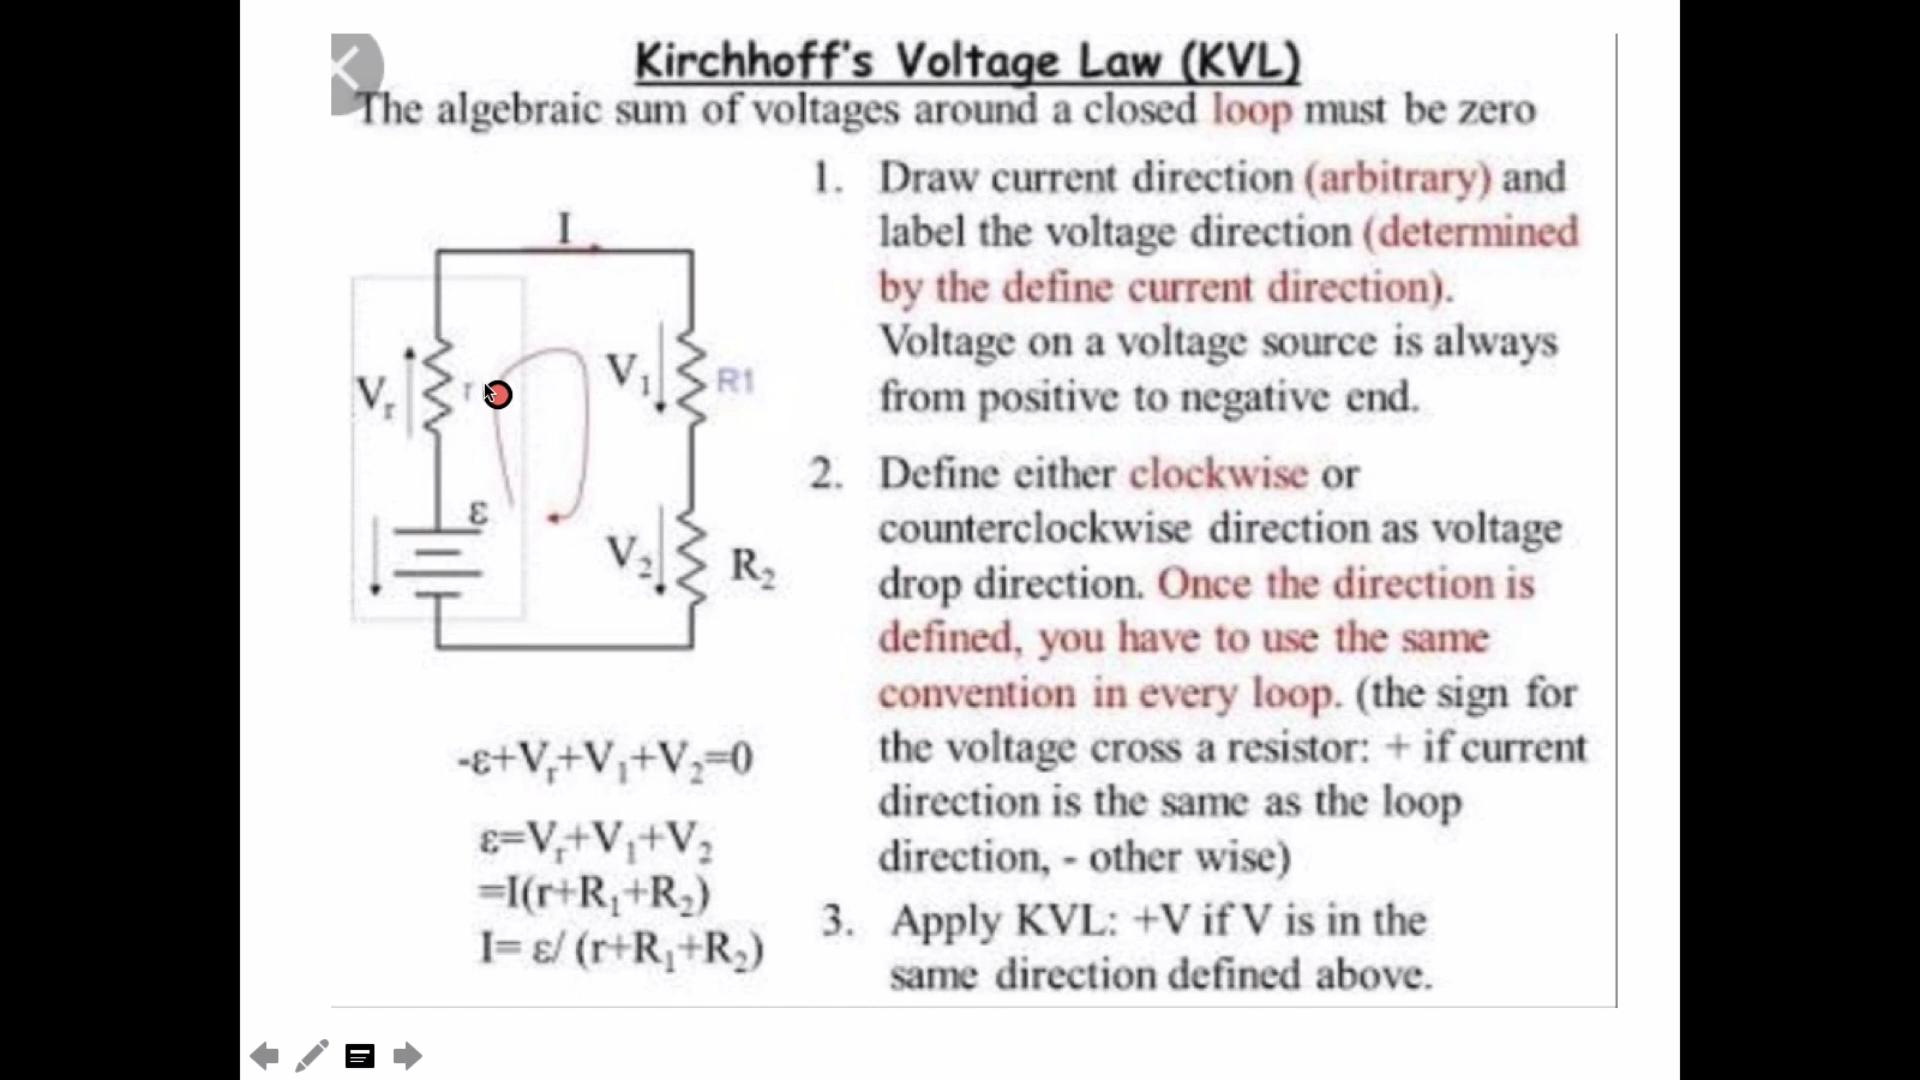 Kirchhoff's Voltage Law (KVL)
The algebraic sum of voltages around a closed loop must be zero
1. Draw current direction (arbitrary) and
label the voltage direction (determined
by the define current direction).
Voltage on a voltage source is always
from positive to negative end.
2. Define either clockwise or
counterclockwise direction as voltage
drop direction. Once the direction is
defined, you have to use the same
convention in every loop. (the sign for
the voltage cross a resistor: + if current
direction is the same as the loop
direction, - other wise)
3. Apply KVL: +V if V is in the
same direction defined above.
I
Vᵣ
r
V₁
R1
ε
V₂
R₂
-ε+Vᵣ+V₁+V₂=0
ε=Vᵣ+V₁+V₂
=I(r+R₁+R₂)
I= ε/ (r+R₁+R₂)